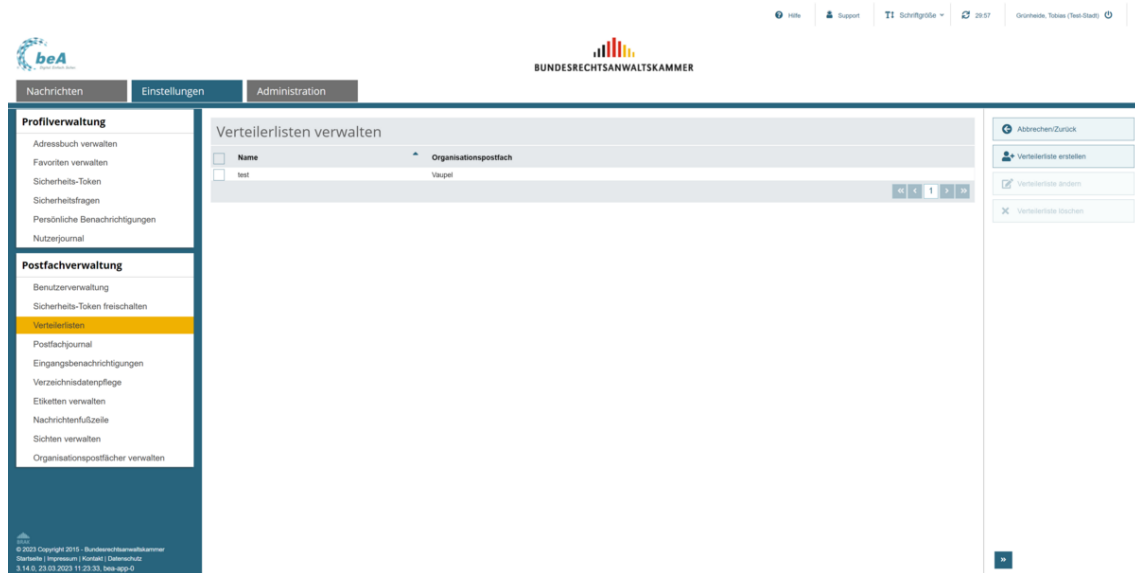 Hilfe
Support
Schriftgröße
29:57
Grünheide, Tobias (Test-Stadt)
beA
BUNDESRECHTSANWALTSKAMMER
Nachrichten
Einstellungen
Administration
Profilverwaltung
Adressbuch verwalten
Favoriten verwalten
Sicherheits-Token
Sicherheitsfragen
Persönliche Benachrichtigungen
Nutzerjournal
Postfachverwaltung
Benutzerverwaltung
Sicherheits-Token freischalten
Verteilerlisten
Postfachjournal
Eingangsbenachrichtigungen
Verzeichnisdatenpflege
Etiketten verwalten
Nachrichtenfußzeile
Sichten verwalten
Organisationspostfächer verwalten
BRAK
© 2023 Copyright 2015 - Bundesrechtsanwaltskammer
Startseite | Impressum | Kontakt | Datenschutz
3.14.0, 23.03.2023 11:23:33, bea-app-0
Verteilerlisten verwalten
Name Organisationspostfach
test Vaupel
« ‹ 1 › »
Abbrechen/Zurück
Verteilerliste erstellen
Verteilerliste ändern
Verteilerliste löschen
»